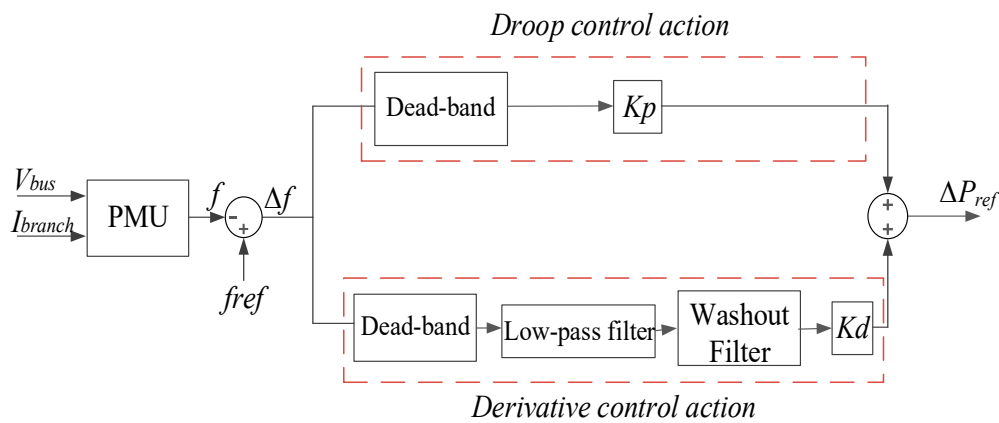 Droop control action
Dead-band
Kp
Vbus
Ibranch
PMU
f
Δf
-
+
fref
+
+
ΔPref
Dead-band
Low-pass filter
Washout
Filter
Kd
Derivative control action